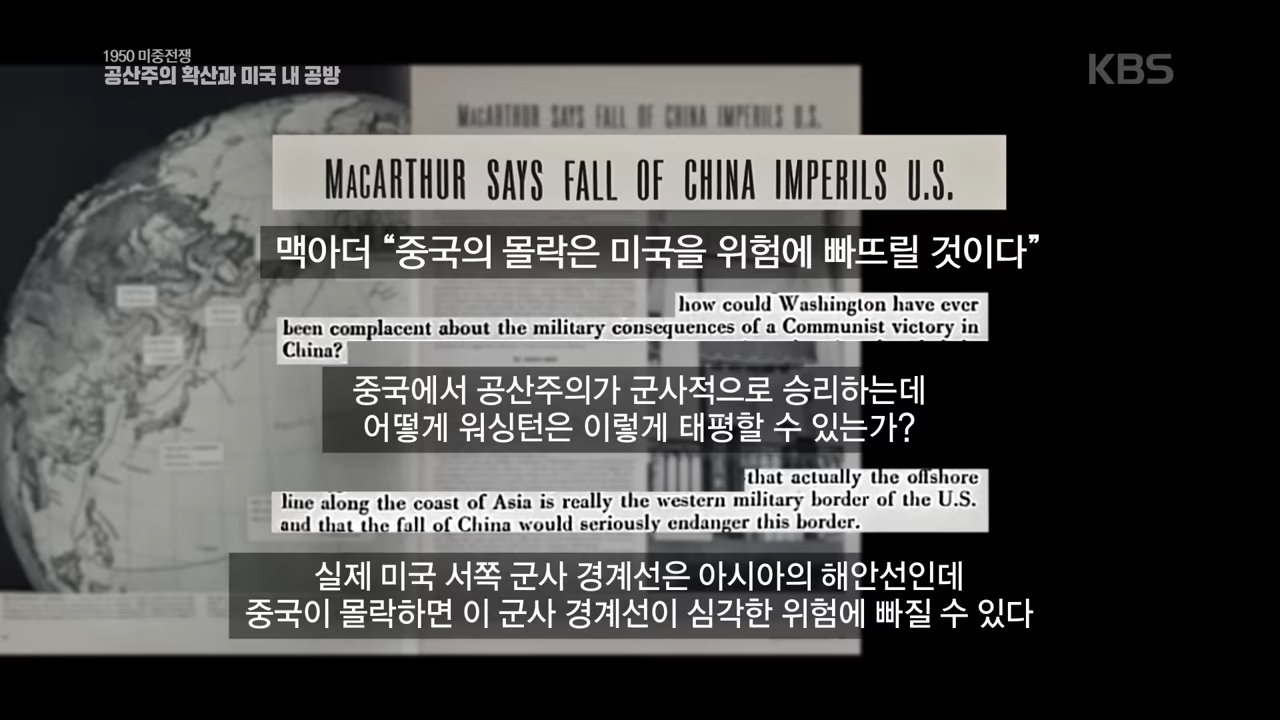 1950 미중전쟁
공산주의 확산과 미국 내 공방
KBS
MACARTHUR SAYS FALL OF CHINA IMPERILS U.S.
MACARTHUR SAYS FALL OF CHINA IMPERILS U.S.
맥아더 “중국의 몰락은 미국을 위험에 빠뜨릴 것이다”
how could Washington have ever
been complacent about the military consequences of a Communist victory in
China?
중국에서 공산주의가 군사적으로 승리하는데
어떻게 워싱턴은 이렇게 태평할 수 있는가?
that actually the offshore
line along the coast of Asia is really the western military border of the U.S.
and that the fall of China would seriously endanger this border.
실제 미국 서쪽 군사 경계선은 아시아의 해안선인데
중국이 몰락하면 이 군사 경계선이 심각한 위험에 빠질 수 있다